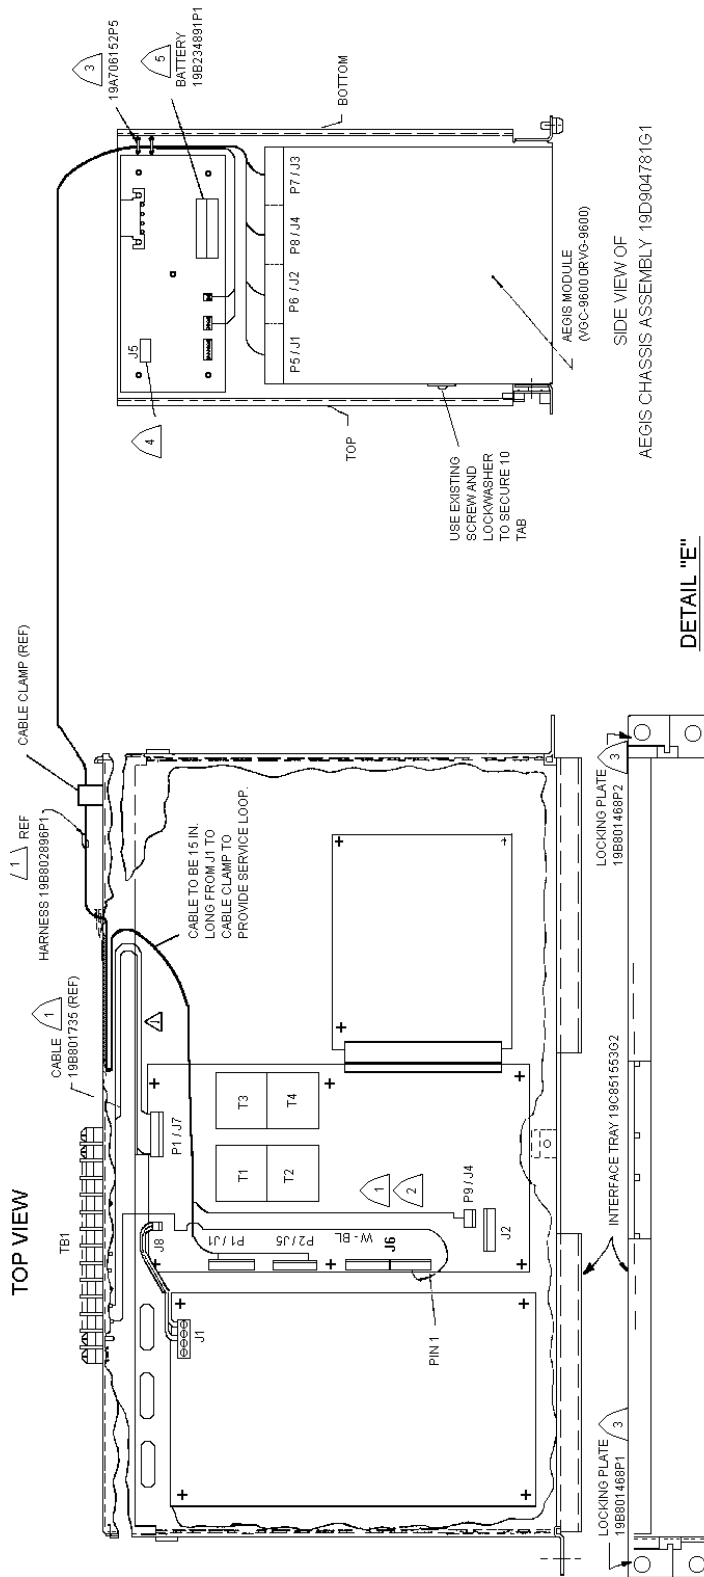 TOP VIEW
TB1
CABLE 1
19B801735 (REF)
1 REF
HARNESS 19B802896P1
CABLE CLAMP (REF)
CABLE TO BE 15 IN.
LONG FROM J1 TO
CABLE CLAMP TO
PROVIDE SERVICE LOOP.
J1
J8
P1 / J1
P2 / J5
W - BL
J6
PIN 1
P1 / J7
T1
T2
T3
T4
1
2
P9 / J4
J2
LOCKING PLATE
19B801468P1
3
INTERFACE TRAY 19C851553G2
LOCKING PLATE
19B801468P2
3
3
19A706152P5
5
BATTERY
19B234891P1
BOTTOM
J5
4
TOP
P5 / J1
P6 / J2
P8 / J4
P7 / J3
USE EXISTING
SCREW AND
LOCKWASHER
TO SECURE 10
TAB
AEGIS MODULE
(VGC-9600 0RVG-9600)
SIDE VIEW OF
AEGIS CHASSIS ASSEMBLY 19D904781G1
DETAIL "E"